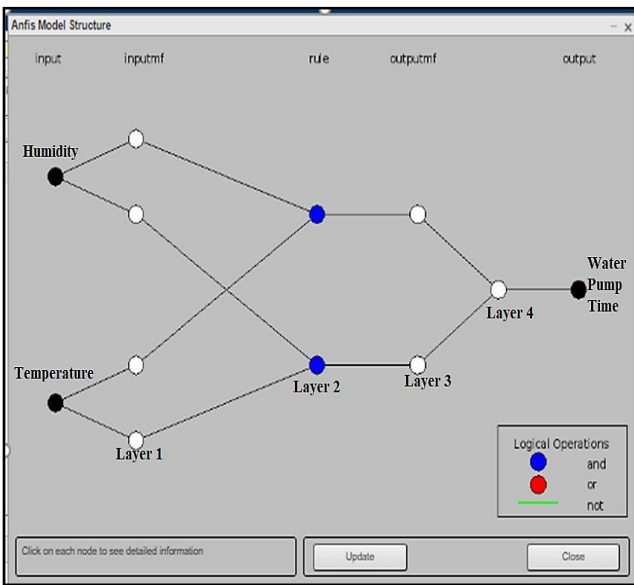 Anfis Model Structure
input inputmf rule outputmf output
Humidity
Water
Pump
Time
Layer 4
Temperature
Layer 2
Layer 3
Layer 1
Logical Operations
and
or
not
Click on each node to see detailed information
Update
Close